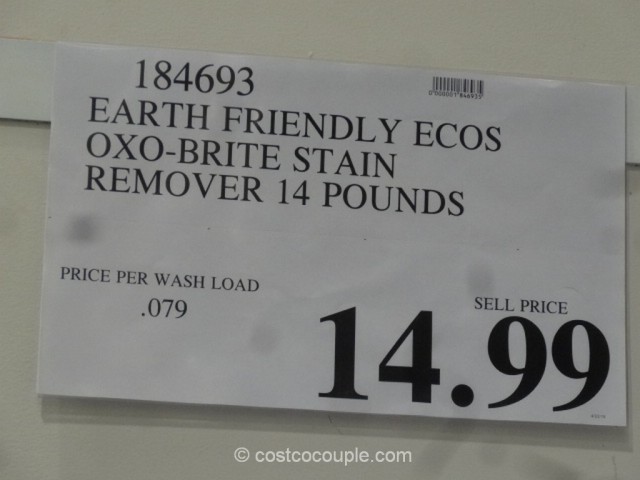 184693
EARTH FRIENDLY ECOS
OXO-BRITE STAIN
REMOVER 14 POUNDS
PRICE PER WASH LOAD
.079
SELL PRICE
14.99
© costcocouple.com